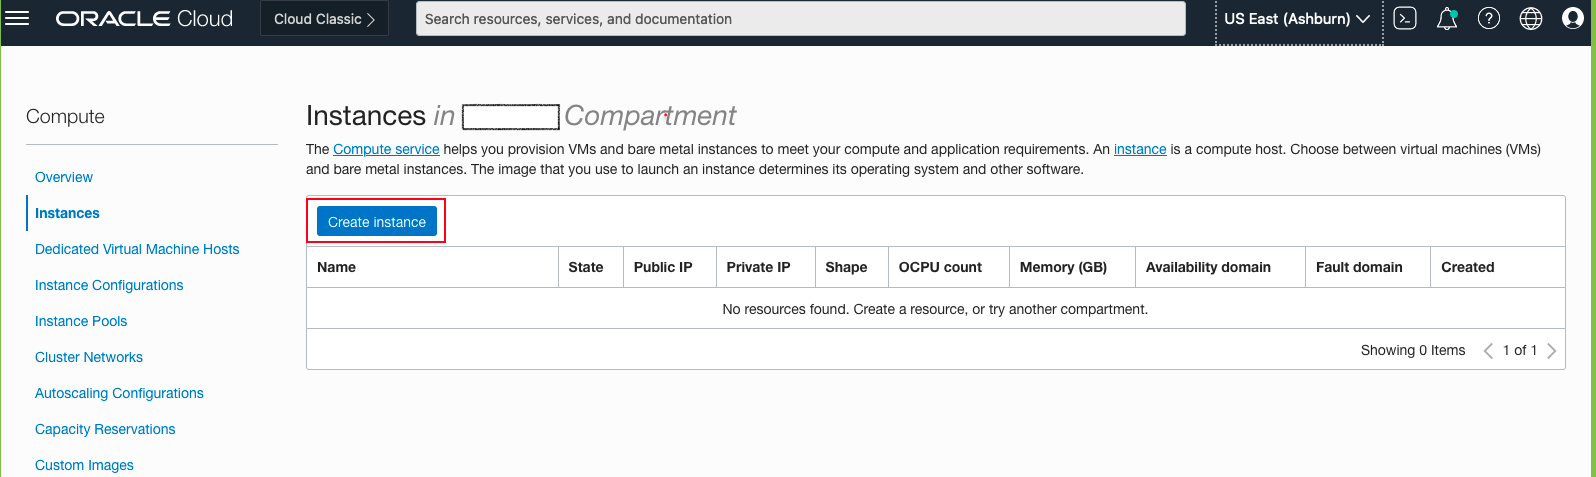 ORACLE Cloud
Cloud Classic
Search resources, services, and documentation
US East (Ashburn)
Compute
Overview
Instances
Dedicated Virtual Machine Hosts
Instance Configurations
Instance Pools
Cluster Networks
Autoscaling Configurations
Capacity Reservations
Custom Images
Instances in Compartment
The Compute service helps you provision VMs and bare metal instances to meet your compute and application requirements. An instance is a compute host. Choose between virtual machines (VMs)
and bare metal instances. The image that you use to launch an instance determines its operating system and other software.
Create instance
Name State Public IP Private IP Shape OCPU count Memory (GB) Availability domain Fault domain Created
No resources found. Create a resource, or try another compartment.
Showing 0 Items 1 of 1